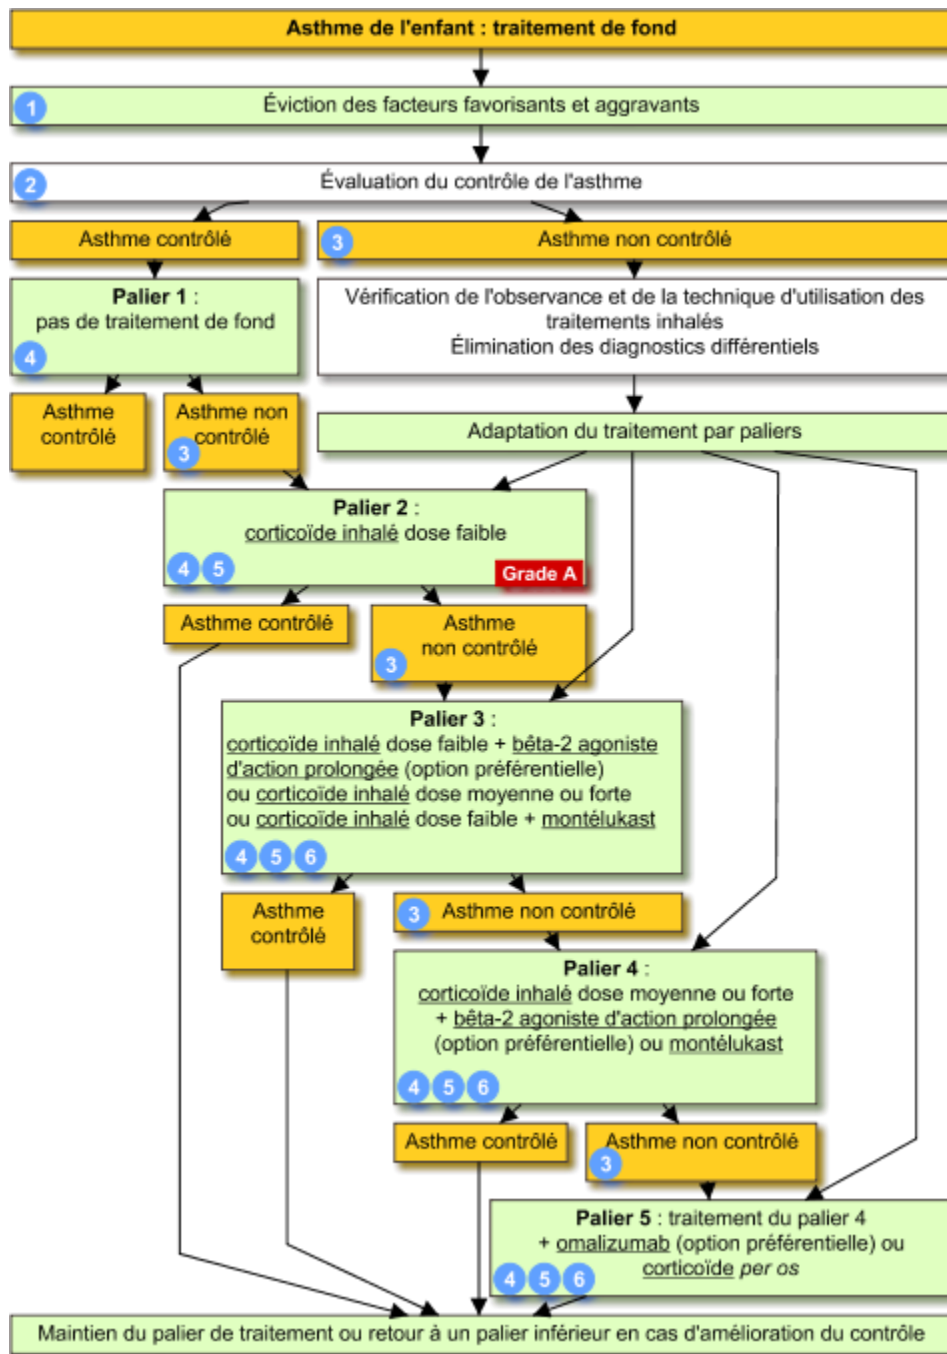 Asthme de l'enfant : traitement de fond
1
Éviction des facteurs favorisants et aggravants
2
Évaluation du contrôle de l'asthme
Asthme contrôlé
3
Asthme non contrôlé
Palier 1 :
pas de traitement de fond
4
Vérification de l'observance et de la technique d'utilisation des
traitements inhalés
Élimination des diagnostics différentiels
Asthme
contrôlé
Asthme non
contrôlé
3
Adaptation du traitement par paliers
Palier 2 :
corticoïde inhalé dose faible
4 5
Grade A
Asthme contrôlé
Asthme
non contrôlé
3
Palier 3 :
corticoïde inhalé dose faible + bêta-2 agoniste
d'action prolongée (option préférentielle)
ou corticoïde inhalé dose moyenne ou forte
ou corticoïde inhalé dose faible + montélukast
4 5 6
Asthme
contrôlé
3
Asthme non contrôlé
Palier 4 :
corticoïde inhalé dose moyenne ou forte
+ bêta-2 agoniste d'action prolongée
(option préférentielle) ou montélukast
4 5 6
Asthme contrôlé
Asthme non contrôlé
3
Palier 5 : traitement du palier 4
+ omalizumab (option préférentielle) ou
corticoïde per os
4 5 6
Maintien du palier de traitement ou retour à un palier inférieur en cas d'amélioration du contrôle